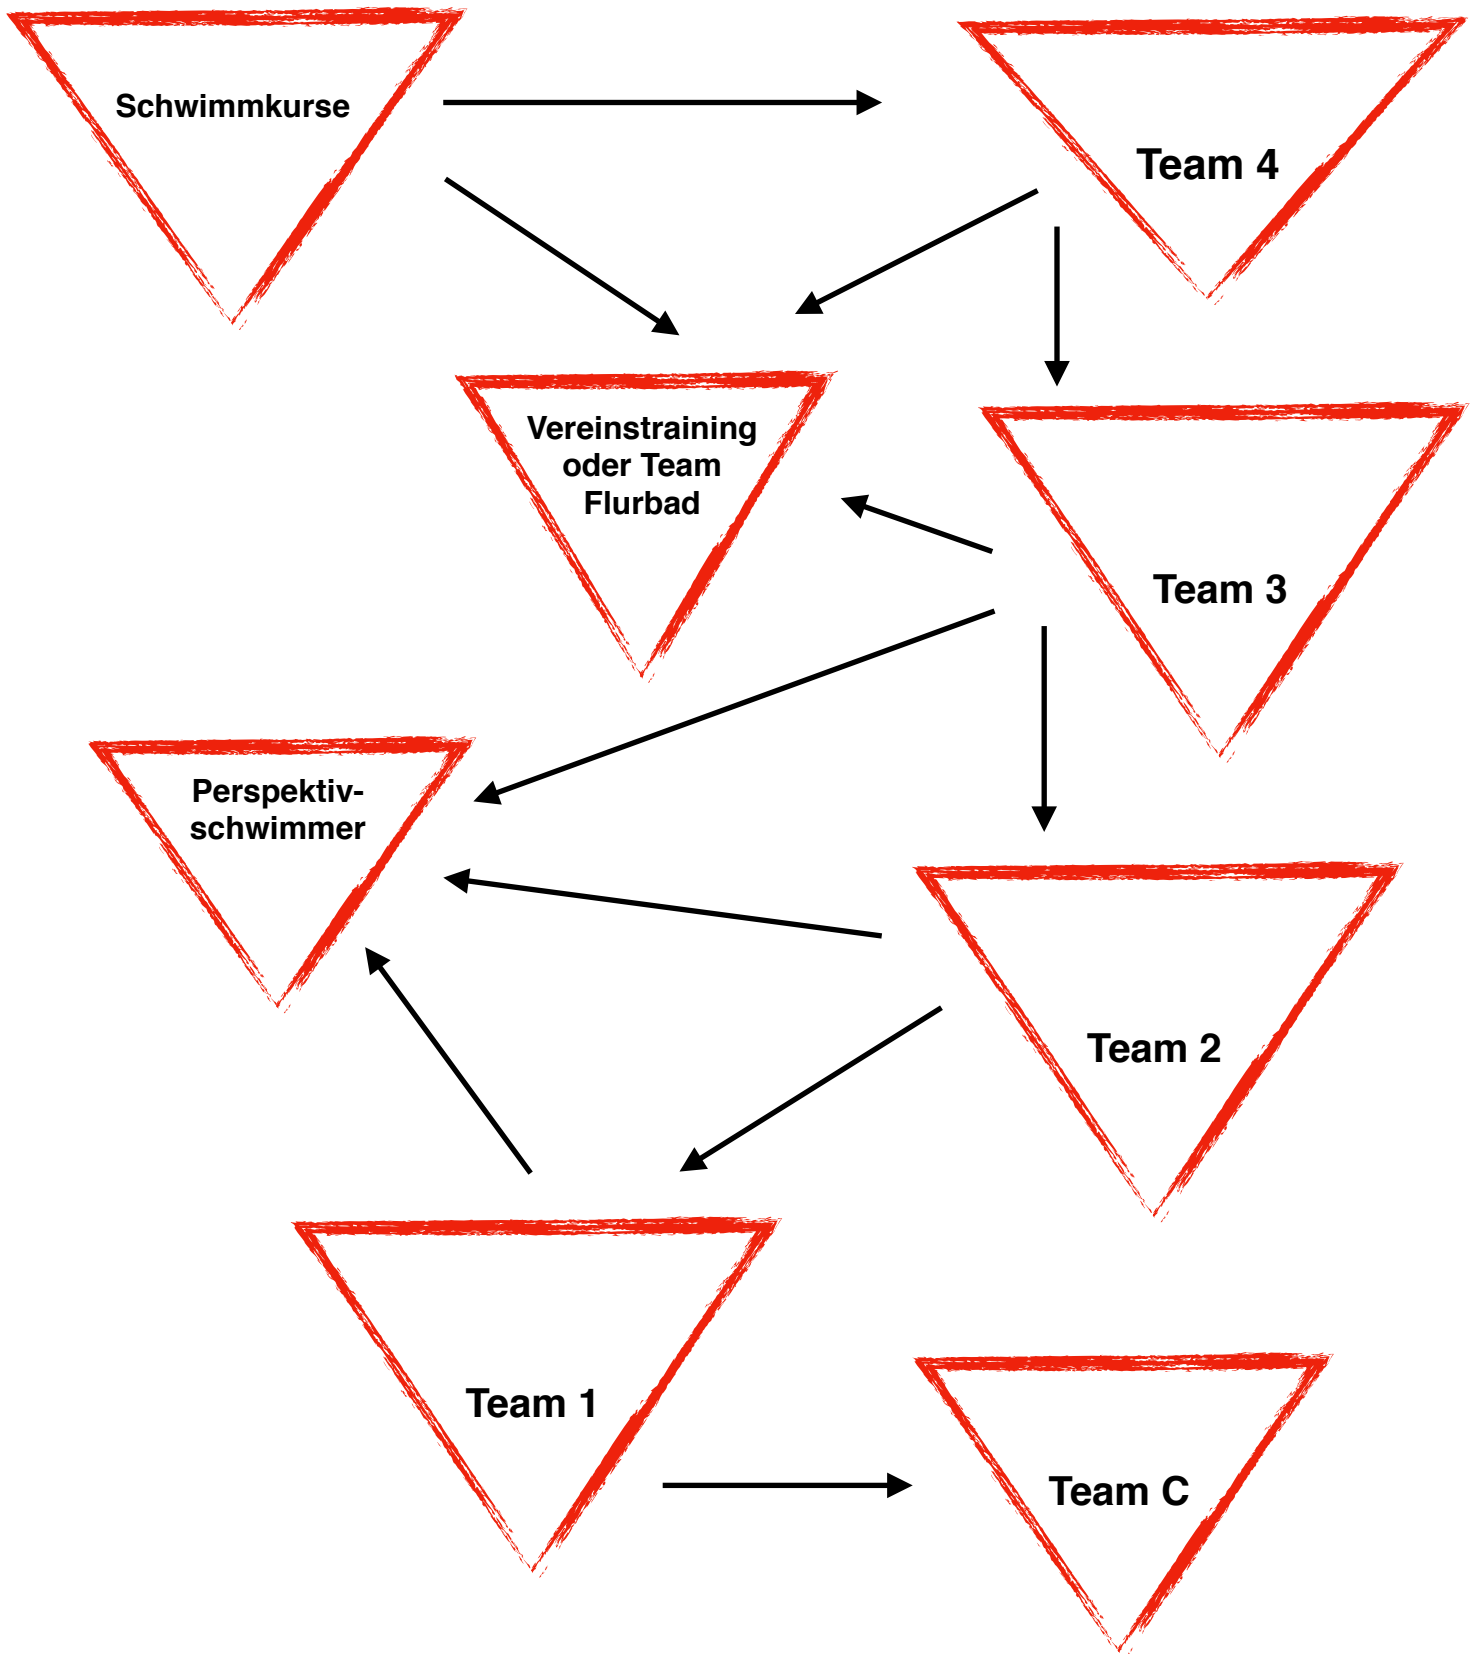 Schwimmkurse
Team 4
Vereinstraining
oder Team
Flurbad
Team 3
Perspektiv-
schwimmer
Team 2
Team 1
Team C